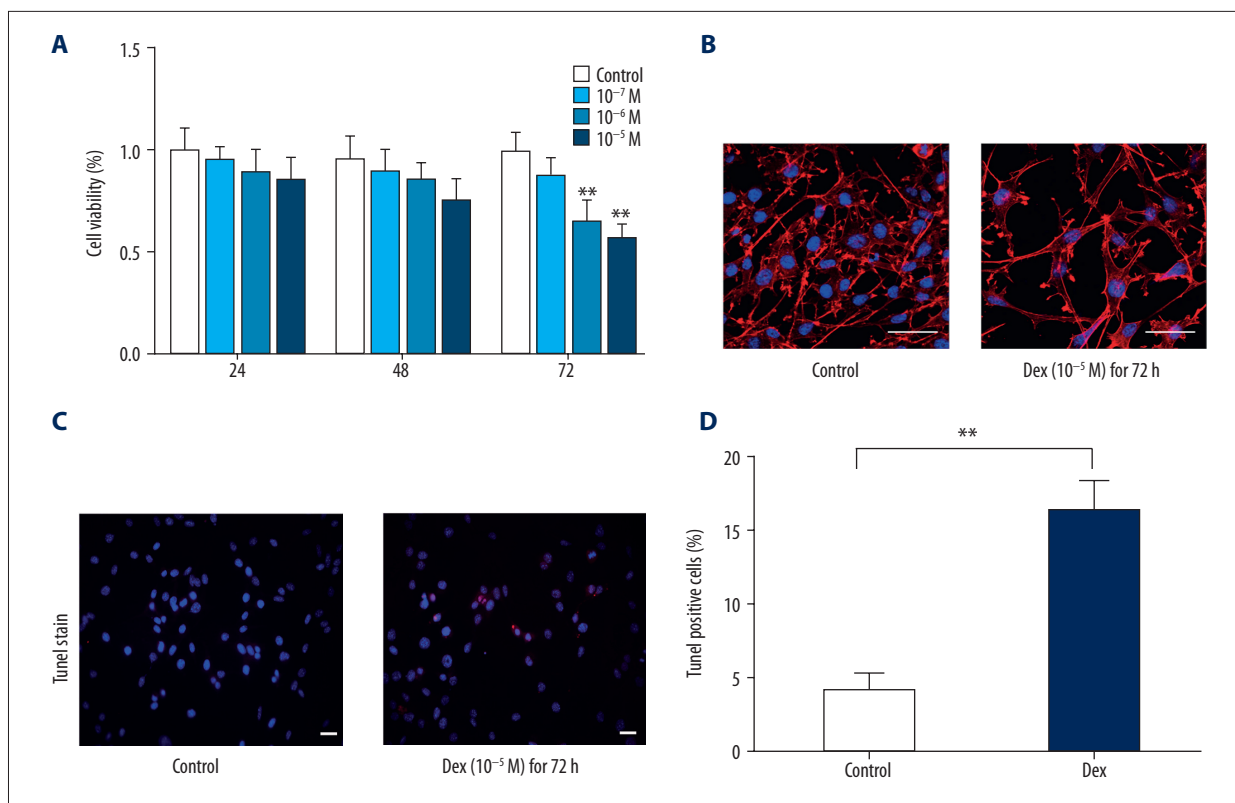 A
1.5
1.0
0.5
0.0
Cell viability (%)
Control
10⁻⁷ M
10⁻⁶ M
10⁻⁵ M
**
**
24
48
72
B
Control
Dex (10⁻⁵ M) for 72 h
C
Tunel stain
Control
Dex (10⁻⁵ M) for 72 h
D
**
20
15
10
5
0
Tunel positive cells (%)
Control
Dex